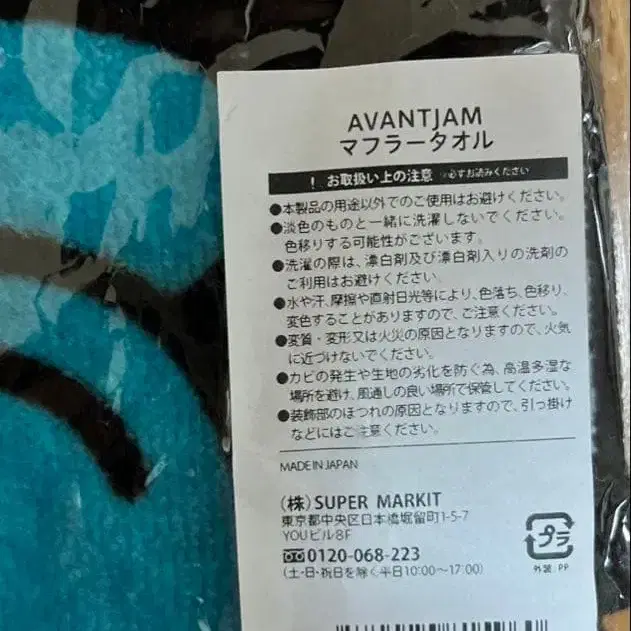 AVANTJAM
マフラータオル
! お取扱い上の注意 ※必ずお読みください
●本製品の用途以外でのご使用はお避けください。
●淡色のものと一緒に洗濯しないでください。
色移りする可能性がございます。
●洗濯の際は、漂白剤及び漂白剤入りの洗剤の
ご利用はお避けください。
●水や汗、摩擦や直射日光等により、色落ち、色移り、
変色することがありますので、ご注意ください。
●変質・変形又は火災の原因となりますので、火気
に近づけないでください。
●カビの発生や生地の劣化を防ぐ為、高温多湿な
場所を避け、風通しの良い場所で保管してください。
●装飾部のほつれの原因となりますので、引っ掛け
などにはご注意ください。
MADE IN JAPAN
(株) SUPER MARKIT
東京都中央区日本橋堀留町1-5-7
YOUビル8F
0120-068-223
(土・日・祝日を除く平日10:00〜17:00)
プラ
外装:PP